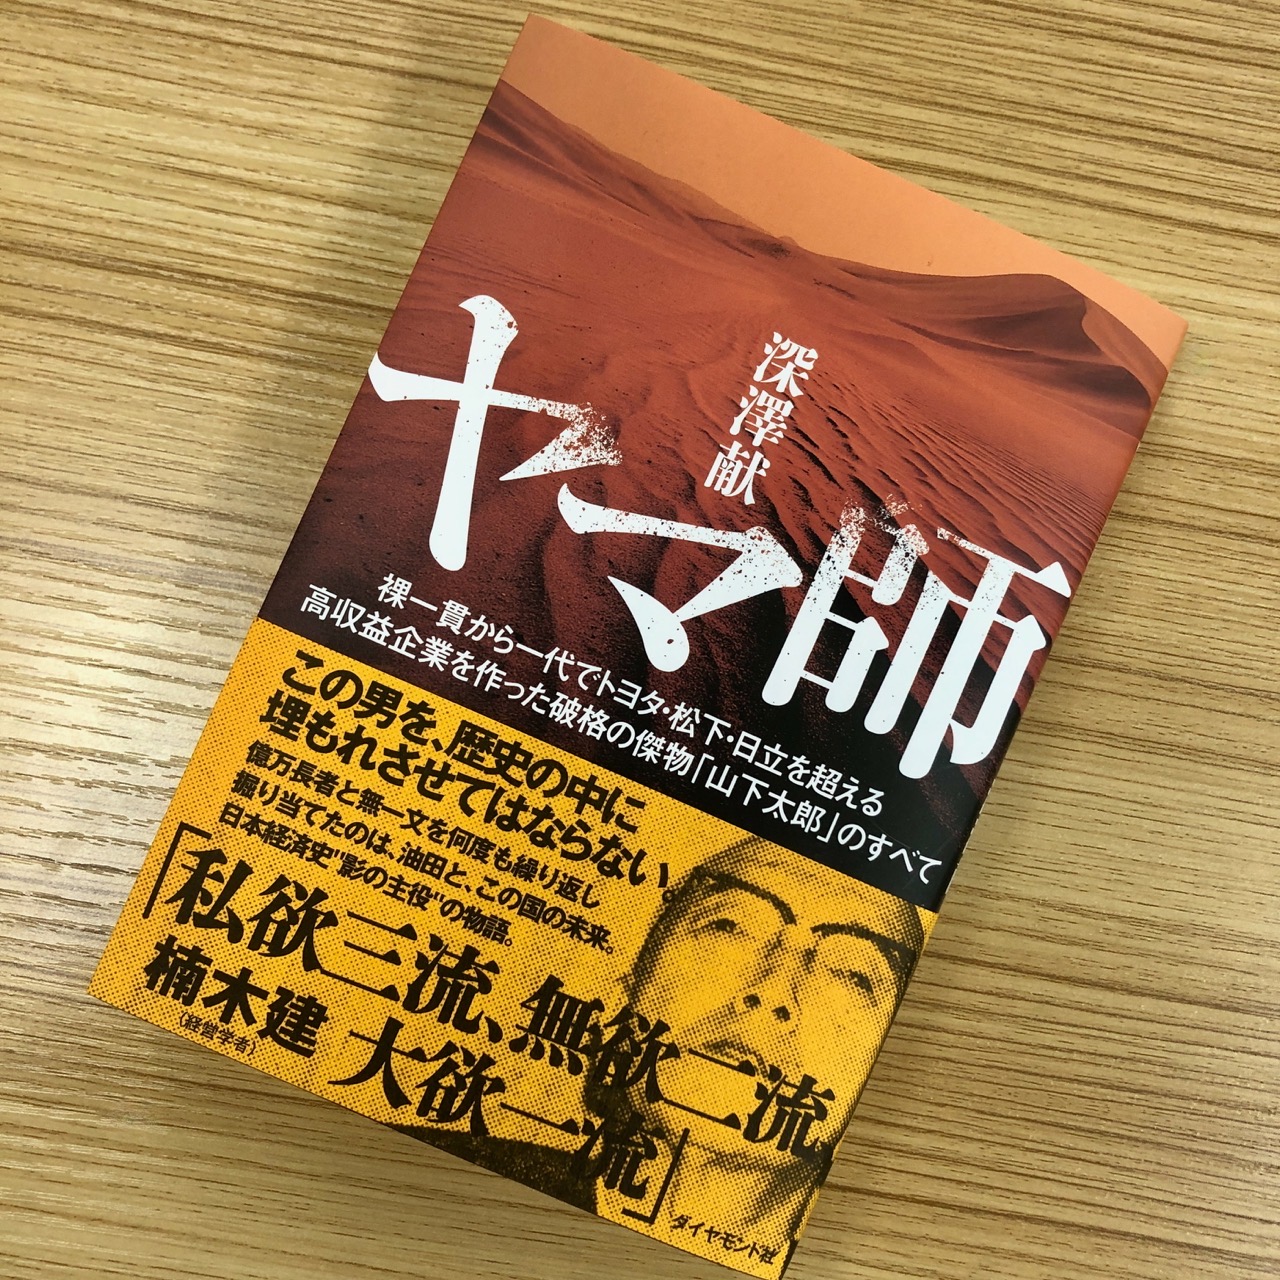 深澤献
ヤマ師
裸一貫から一代でトヨタ・松下・日立を超える
高収益企業を作った破格の傑物「山下太郎」のすべて
この男を、歴史の中に
埋もれさせてはならない。
億万長者と無一文を何度も繰り返し
掘り当てたのは、油田と、この国の未来。
日本経済史"影の主役"の物語。
「私欲三流、無欲二流、
大欲一流」
楠木建
(経営学者)
ダイヤモンド社